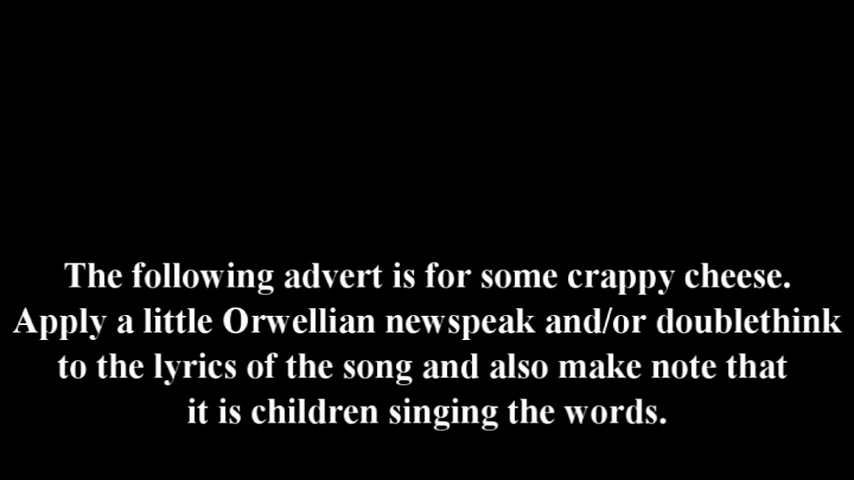 The following advert is for some crappy cheese.
Apply a little Orwellian newspeak and/or doublethink
to the lyrics of the song and also make note that
it is children singing the words.